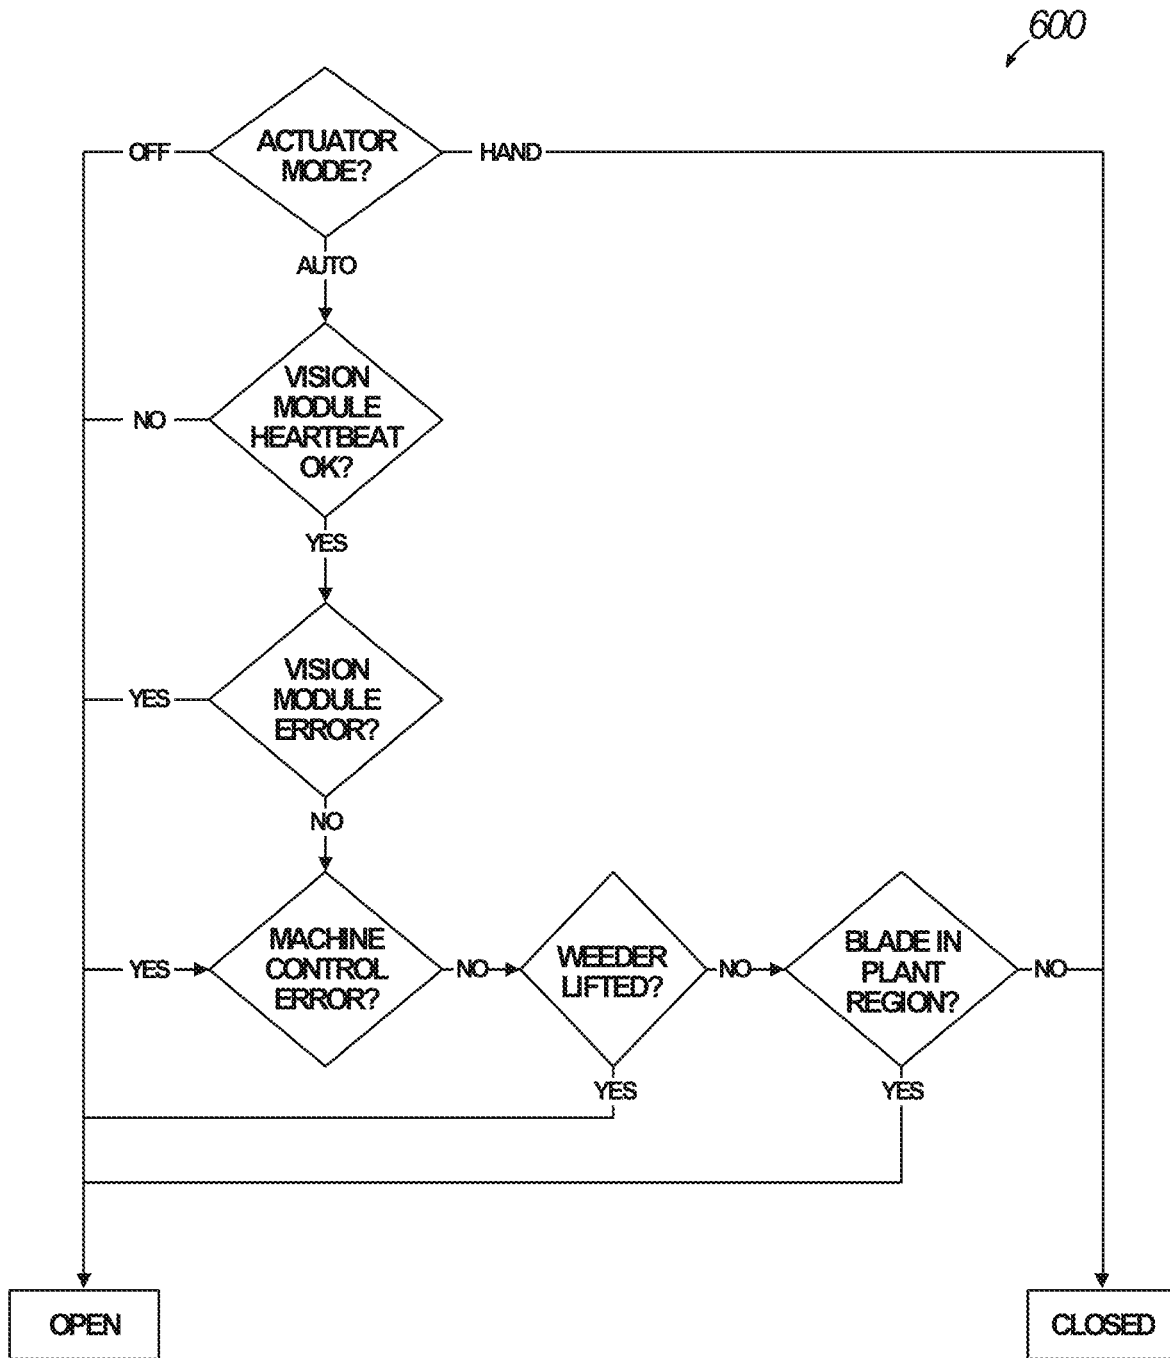 600
ACTUATOR
MODE?
OFF
HAND
AUTO
VISION
MODULE
HEARTBEAT
OK?
NO
YES
VISION
MODULE
ERROR?
YES
NO
MACHINE
CONTROL
ERROR?
YES
NO
WEEDER
LIFTED?
NO
BLADE IN
PLANT
REGION?
NO
YES
YES
OPEN
CLOSED